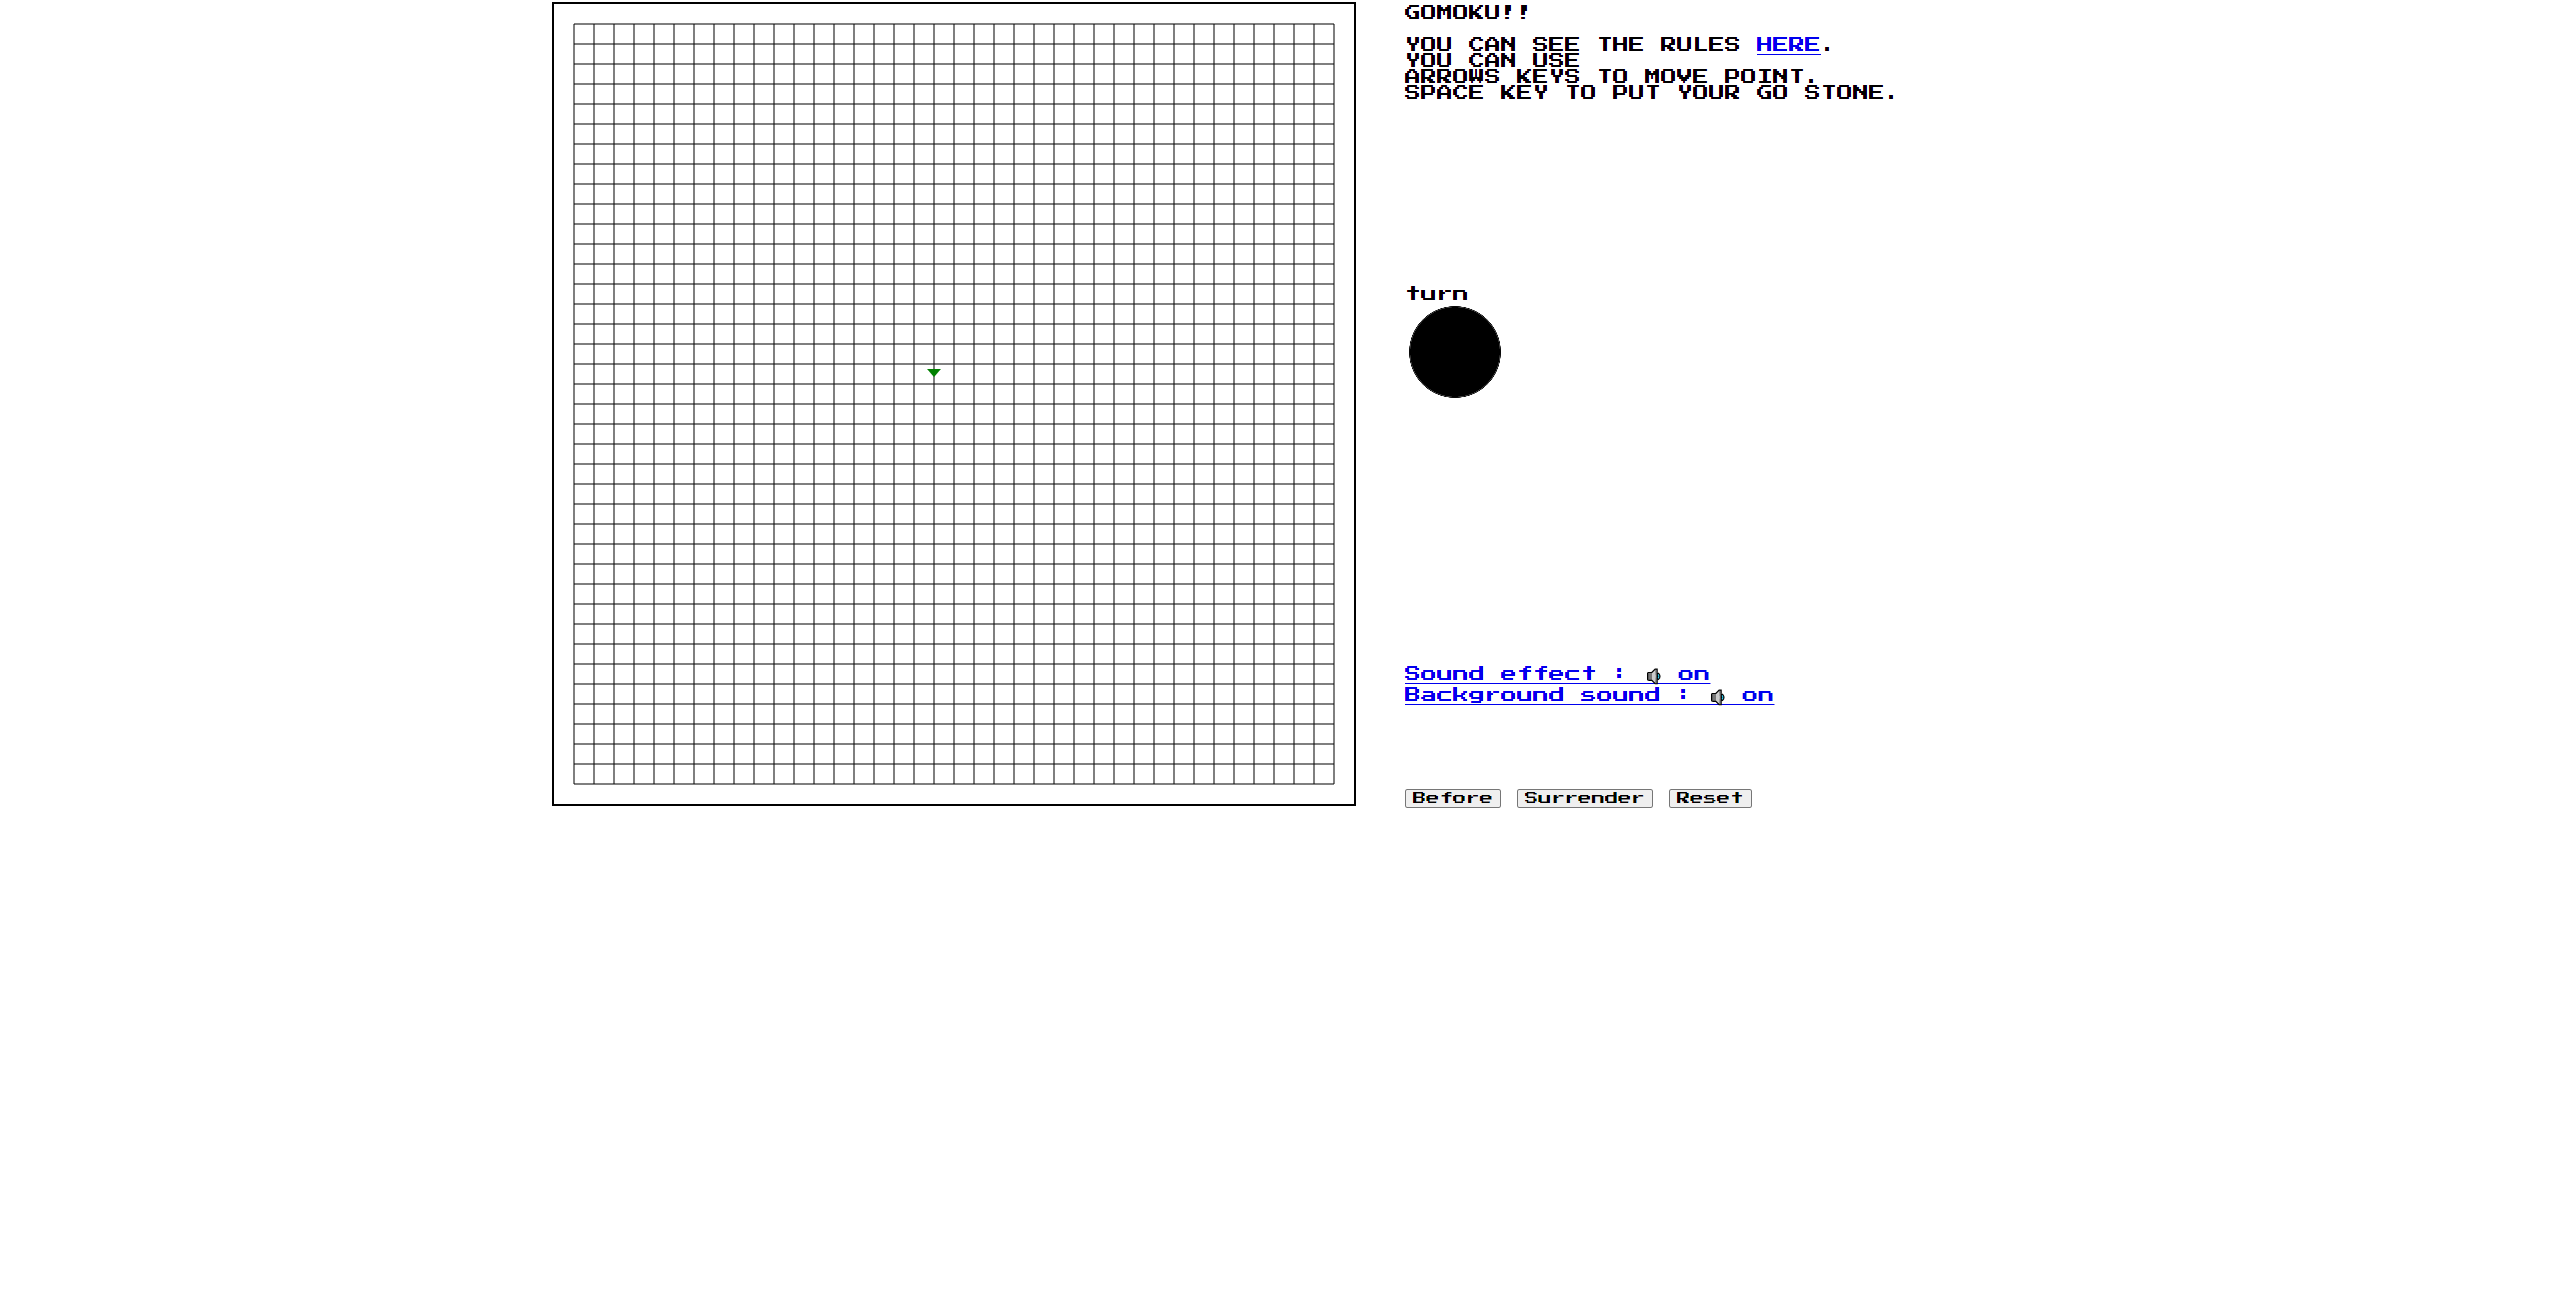 GOMOKU!!
YOU CAN SEE THE RULES HERE.
YOU CAN USE
ARROWS KEYS TO MOVE POINT.
SPACE KEY TO PUT YOUR GO STONE.
turn
Sound effect : on
Background sound : on
Before Surrender Reset